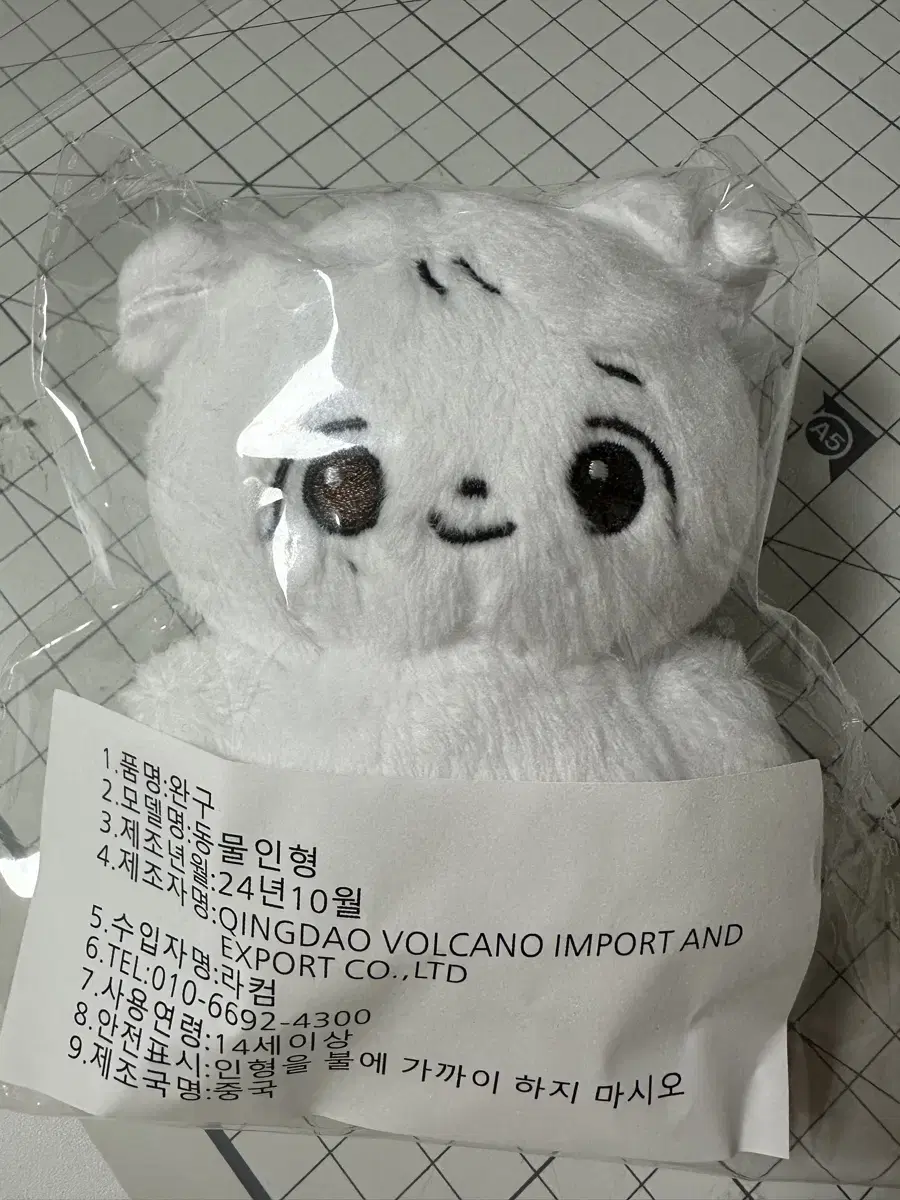 A5
1.품명:완구
2.모델명:동물인형
3.제조년월:24년10월
4.제조자명:QINGDAO VOLCANO IMPORT AND
EXPORT CO.,LTD
5.수입자명:라컴
6.TEL:010-6692-4300
7.사용연령:14세이상
8.안전표시:인형을 불에 가까이 하지 마시오
9.제조국명:중국